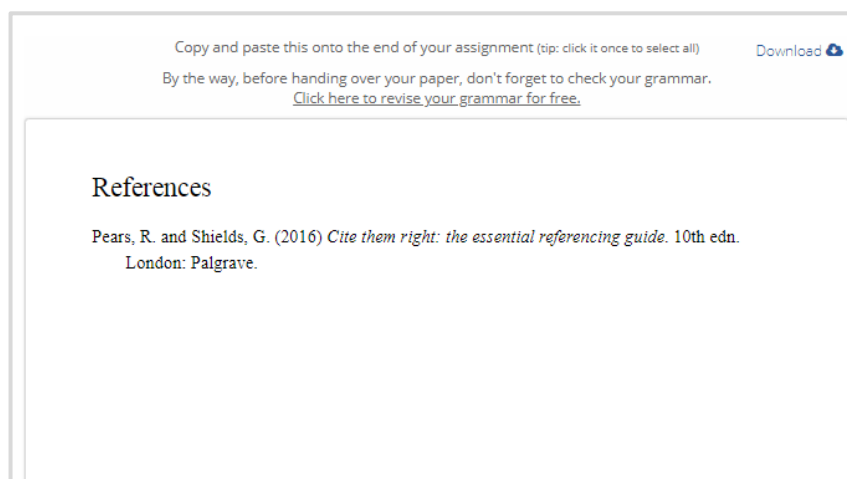 Copy and paste this onto the end of your assignment (tip: click it once to select all)
Download
By the way, before handing over your paper, don't forget to check your grammar.
Click here to revise your grammar for free.
References
Pears, R. and Shields, G. (2016) Cite them right: the essential referencing guide. 10th edn.
London: Palgrave.